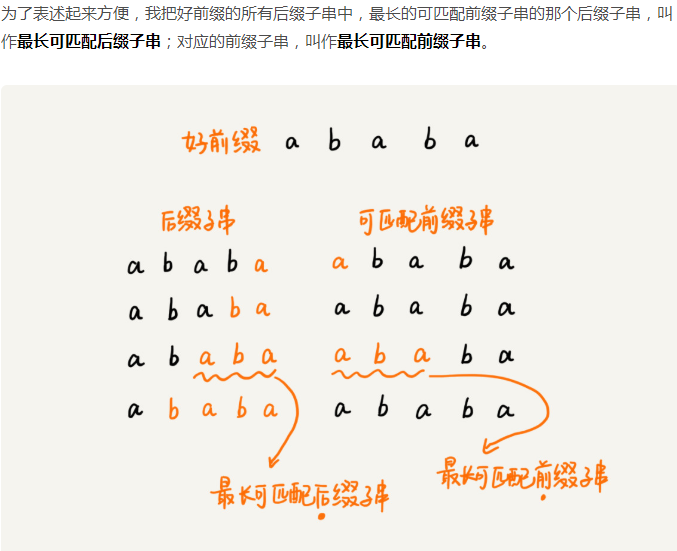 为了表述起来方便，我把好前缀的所有后缀子串中，最长的可匹配前缀子串的那个后缀子串，叫
作最长可匹配后缀子串；对应的前缀子串，叫作最长可匹配前缀子串。
好前缀 a b a b a
后缀子串 可匹配前缀子串
a b a b a a b a b a
a b a b a a b a b a
a b a b a a b a b a
a b a b a a b a b a
最长可匹配后缀子串 最长可匹配前缀子串